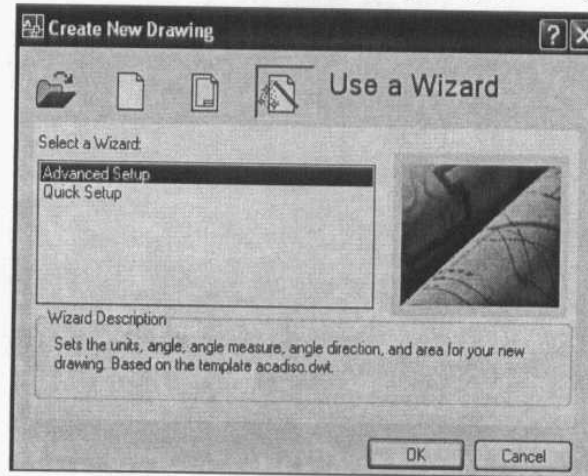 Create New Drawing
Use a Wizard
Select a Wizard:
Advanced Setup
Quick Setup
Wizard Description
Sets the units, angle, angle measure, angle direction, and area for your new
drawing. Based on the template acadiso.dwt.
OK
Cancel